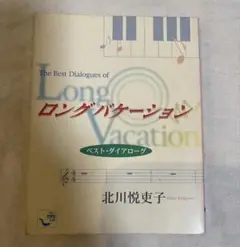 The Best Dialogues of
Long
ロングバケーション
Vacation
ベスト・ダイアローグ
北川悦吏子